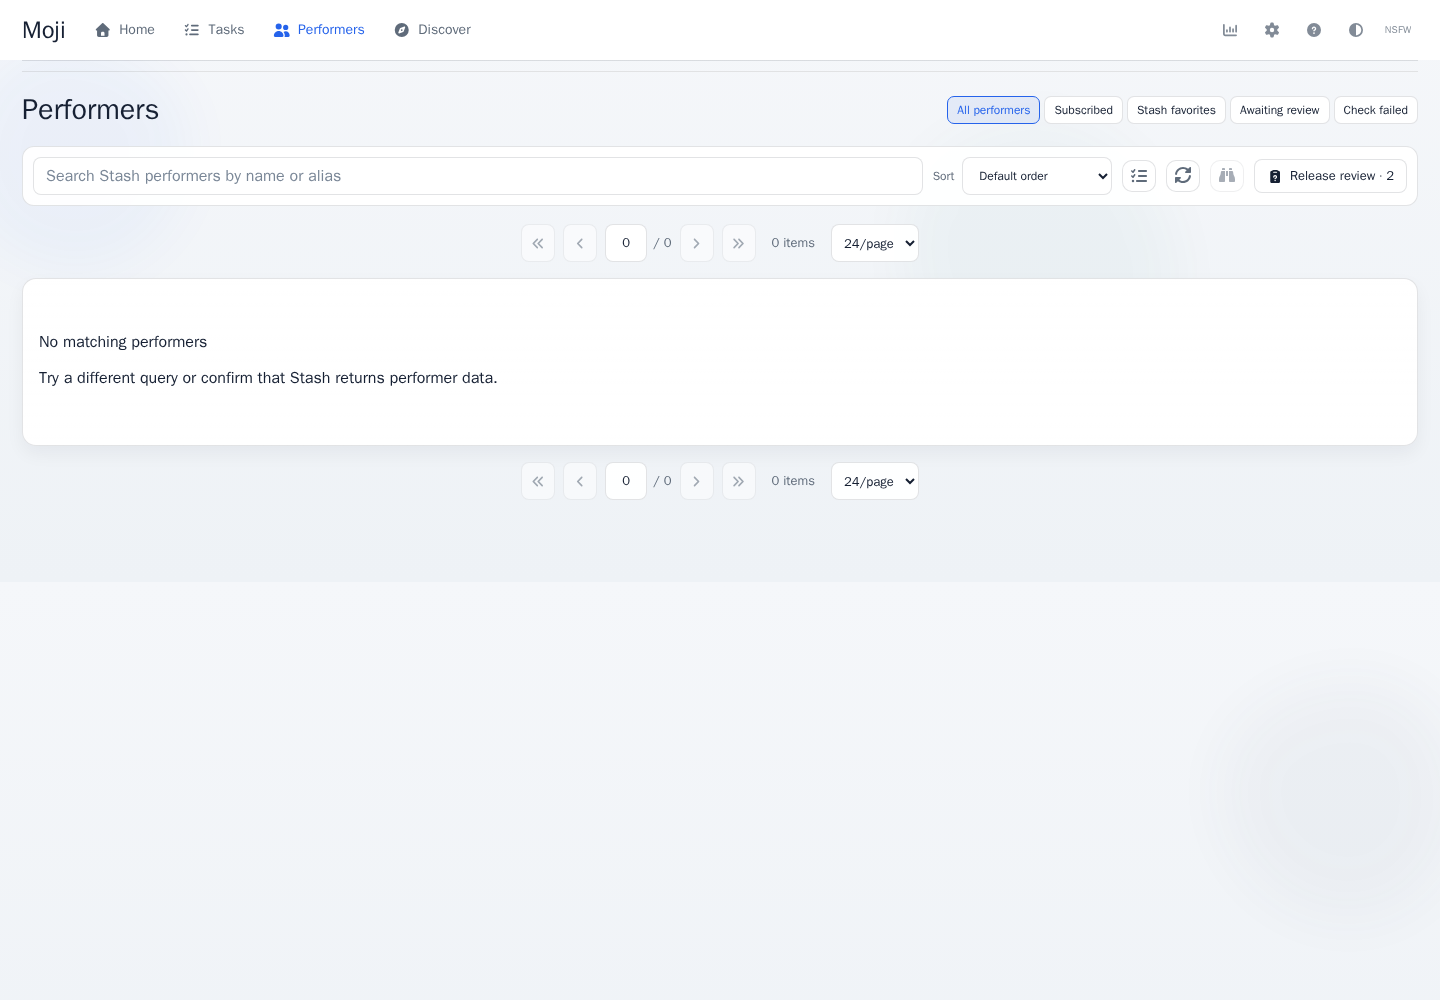 Moji Home Tasks Performers Discover NSFW
Performers All performers Subscribed Stash favorites Awaiting review Check failed
Search Stash performers by name or alias Sort Default order Release review · 2
0 / 0 0 items 24/page
No matching performers
Try a different query or confirm that Stash returns performer data.
0 / 0 0 items 24/page